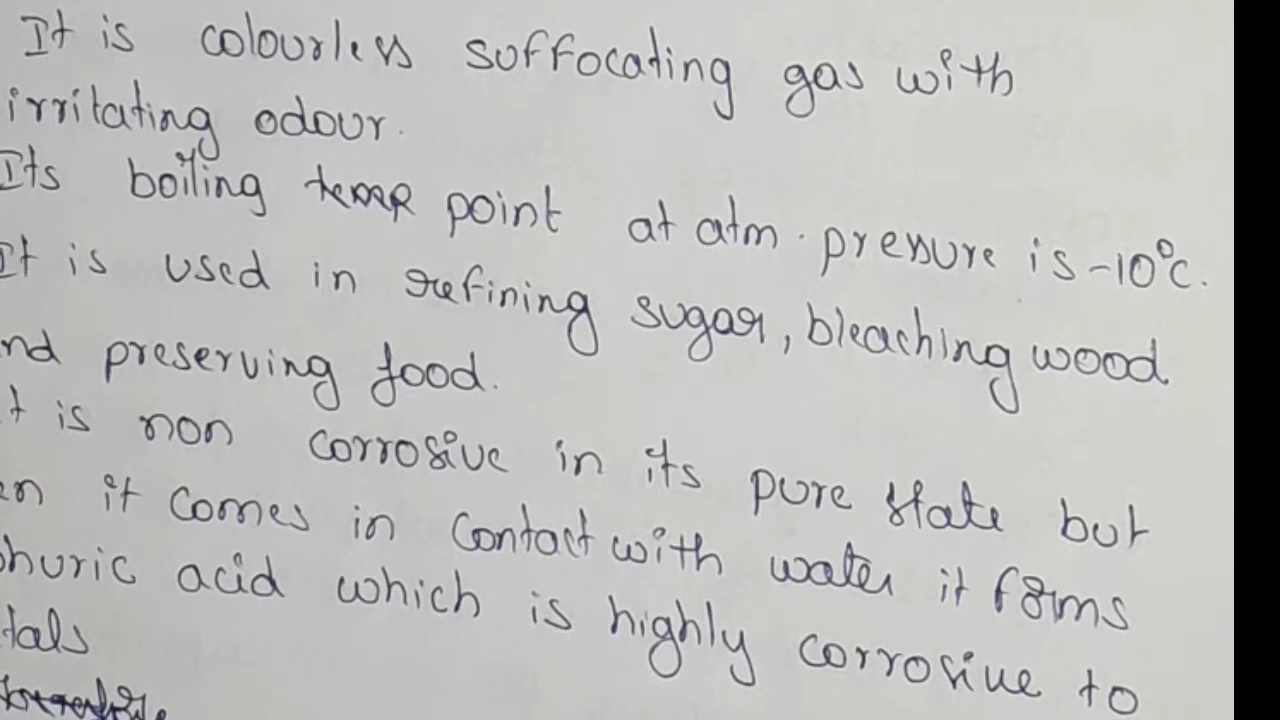 It is colourless suffocating gas with
irritating odour.
Its boiling point at atm. pressure is -10°c.
It is used in refining sugar, bleaching wood
nd preserving food.
t is non corrosive in its pure state but
en it comes in contact with water it forms
phuric acid which is highly corrosive to
tals